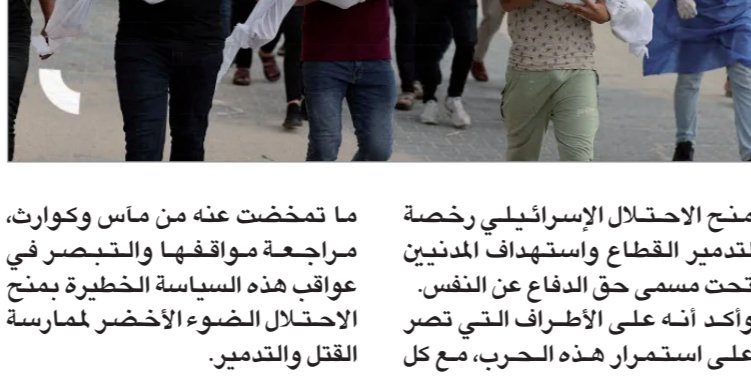 منح الاحتلال الإسرائيلي رخصة
لتدمير القطاع واستهداف المدنيين
تحت مسمى حق الدفاع عن النفس.
وأكد أنه على الأطراف التي تصر
على استمرار هذه الحرب، مع كل
ما تمخضت عنه من مآس وكوارث،
مراجعة مواقفها والتبصر في
عواقب هذه السياسة الخطيرة بمنح
الاحتلال الضوء الأخضر لممارسة
القتل والتدمير.